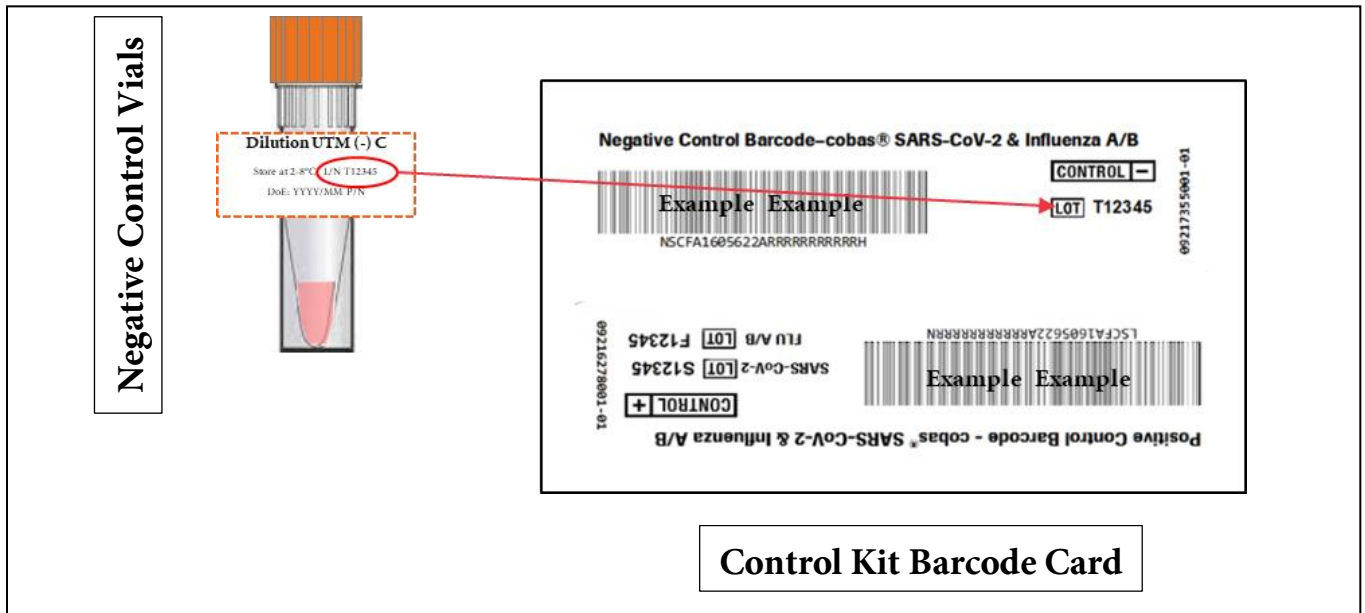 Negative Control Vials
Dilution UTM (-) C
Store at 2-8°C L/N T12345
DoE: YYYY/MM P/N
Negative Control Barcode–cobas® SARS-CoV-2 & Influenza A/B
CONTROL –
Example Example
LOT T12345
NSCFA1605622ARRRRRRRRRRRH
09217355001-01
Positive Control Barcode - cobas® SARS-CoV-2 & Influenza A/B
CONTROL +
Example Example
SARS-CoV-2 LOT S12345
FLU A/B LOT F12345
LSCFA1605622ARRRRRRRRRRRN
09216278001-01
Control Kit Barcode Card